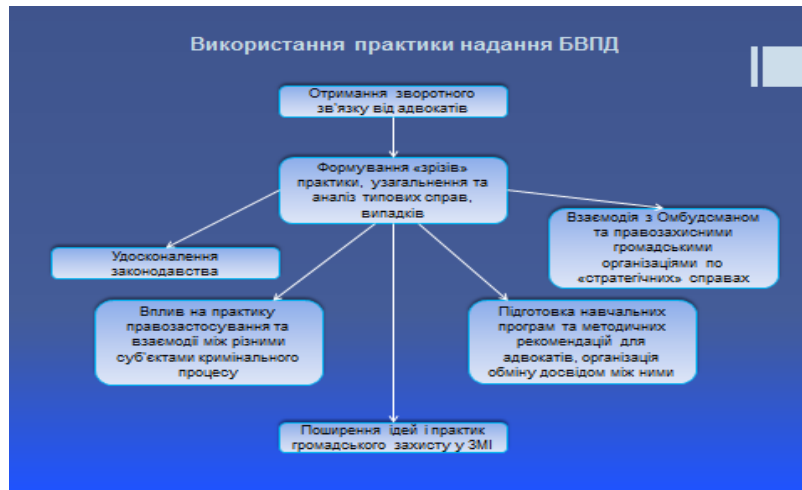 Використання практики надання БВПД
Отримання зворотного
зв'язку від адвокатів
Формування «зрізів»
практики, узагальнення та
аналіз типових справ,
випадків
Взаємодія з Омбудсманом
та правозахисними
громадськими
організаціями по
«стратегічних» справах
Удосконалення
законодавства
Вплив на практику
правозастосування та
взаємодії між різними
суб'єктами кримінального
процесу
Підготовка навчальних
програм та методичних
рекомендацій для
адвокатів, організація
обміну досвідом між ними
Поширення ідей і практик
громадського захисту у ЗМІ